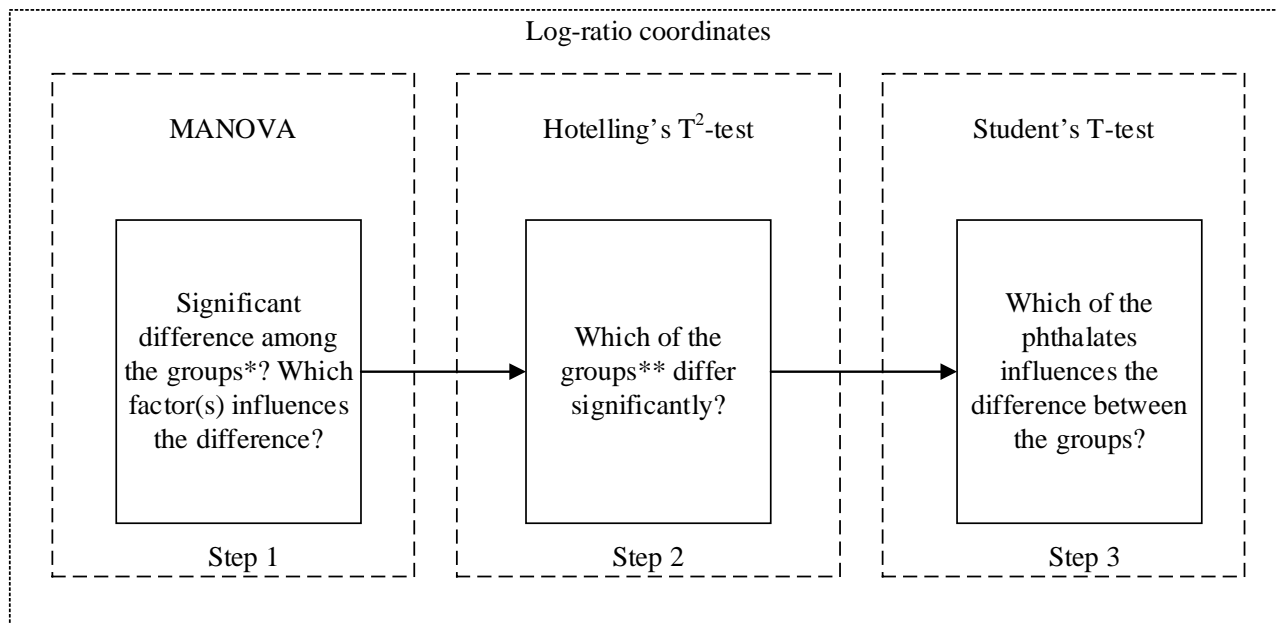 Log-ratio coordinates
MANOVA
Significant
difference among
the groups*? Which
factor(s) influences
the difference?
Step 1
Hotelling’s T²-test
Which of the
groups** differ
significantly?
Step 2
Student’s T-test
Which of the
phthalates
influences the
difference between
the groups?
Step 3